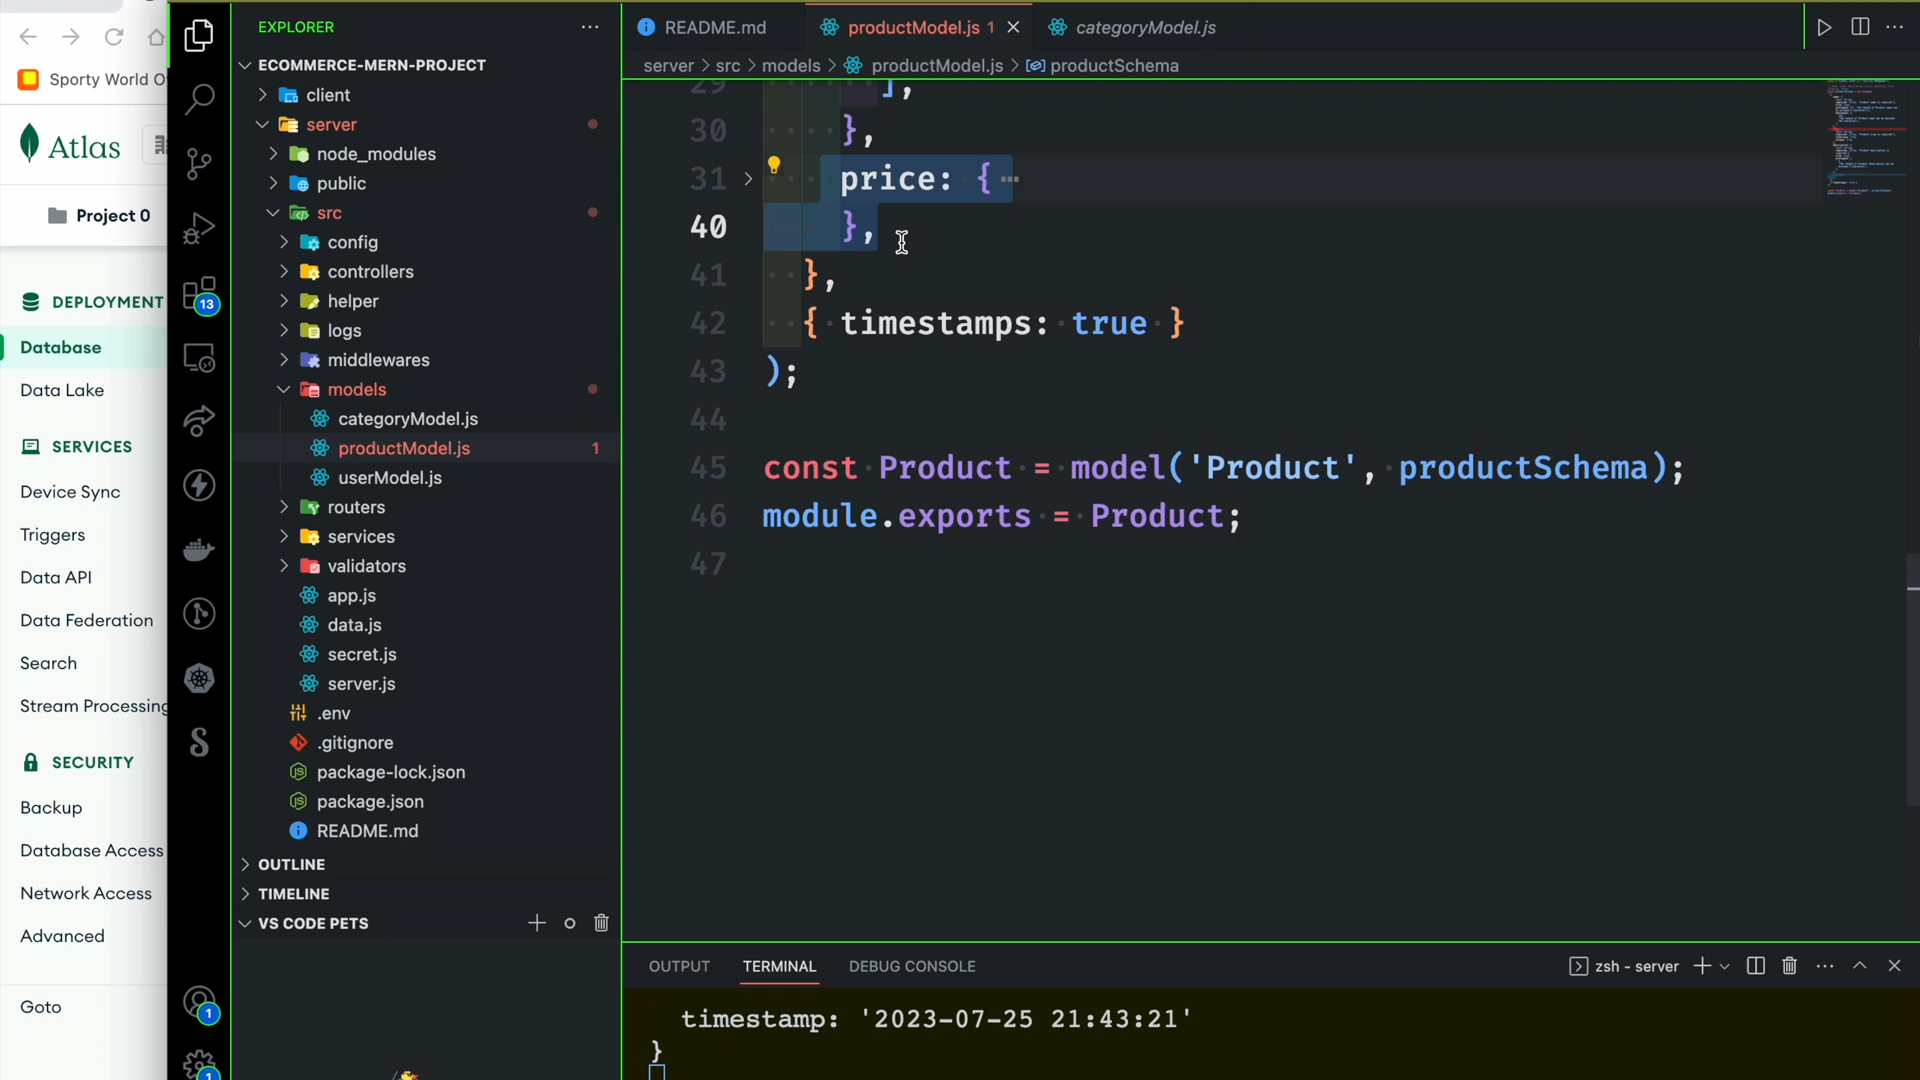 Sporty World O
Atlas
Project 0
DEPLOYMENT
Database
Data Lake
SERVICES
Device Sync
Triggers
Data API
Data Federation
Search
Stream Processing
SECURITY
Backup
Database Access
Network Access
Advanced
Goto
13
1
1
EXPLORER
ECOMMERCE-MERN-PROJECT
client
server
node_modules
public
src
config
controllers
helper
logs
middlewares
models
categoryModel.js
productModel.js 1
userModel.js
routers
services
validators
app.js
data.js
secret.js
server.js
.env
.gitignore
package-lock.json
package.json
README.md
OUTLINE
TIMELINE
VS CODE PETS
README.md productModel.js 1 categoryModel.js
server > src > models > productModel.js > productSchema
29 ],
30 },
31 price: {
40 },
41 },
42 { timestamps: true }
43 );
44
45 const Product = model('Product', productSchema);
46 module.exports = Product;
47
OUTPUT TERMINAL DEBUG CONSOLE
zsh - server
timestamp: '2023-07-25 21:43:21'
}